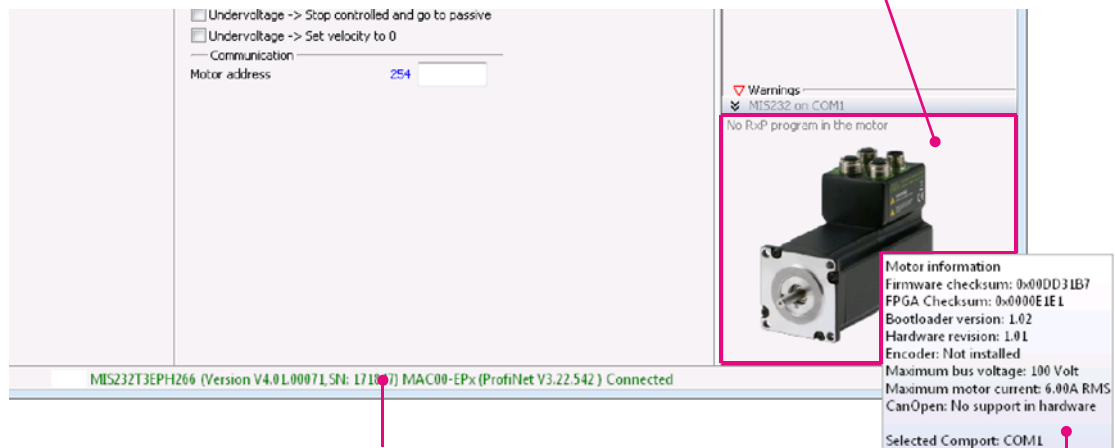 Undervoltage -> Stop controlled and go to passive
Undervoltage -> Set velocity to 0
Communication
Motor address 254
Warnings
MIS232 on COM1
No RxP program in the motor
Motor information
Firmware checksum: 0x00DD31B7
FPGA Checksum: 0x0000E1E1
Bootloader version: 1.02
Hardware revision: 1.01
Encoder: Not installed
Maximum bus voltage: 100 Volt
Maximum motor current: 6.00A RMS
CanOpen: No support in hardware
Selected Comport: COM1
MIS232T3EPH266 (Version V4.01.00071, SN: MAC00-EPx (ProfiNet V3.22.542 ) Connected